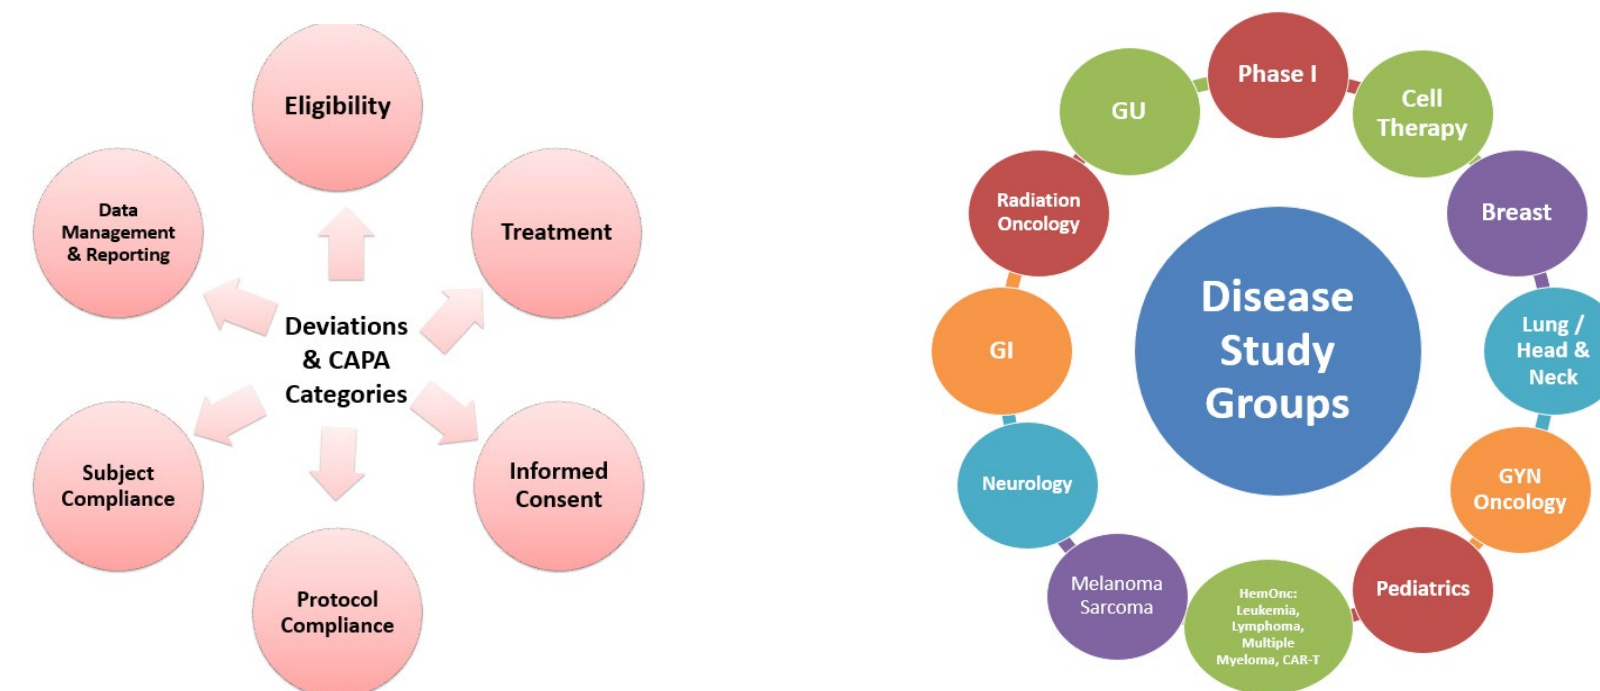 Eligibility
Treatment
Informed
Consent
Protocol
Compliance
Subject
Compliance
Data
Management
& Reporting
Deviations
& CAPA
Categories
Phase I
Cell
Therapy
Breast
Lung /
Head &
Neck
GYN
Oncology
Pediatrics
HemOnc:
Leukemia,
Lymphoma,
Multiple
Myeloma, CAR-T
Melanoma
Sarcoma
Neurology
GI
Radiation
Oncology
GU
Disease
Study
Groups